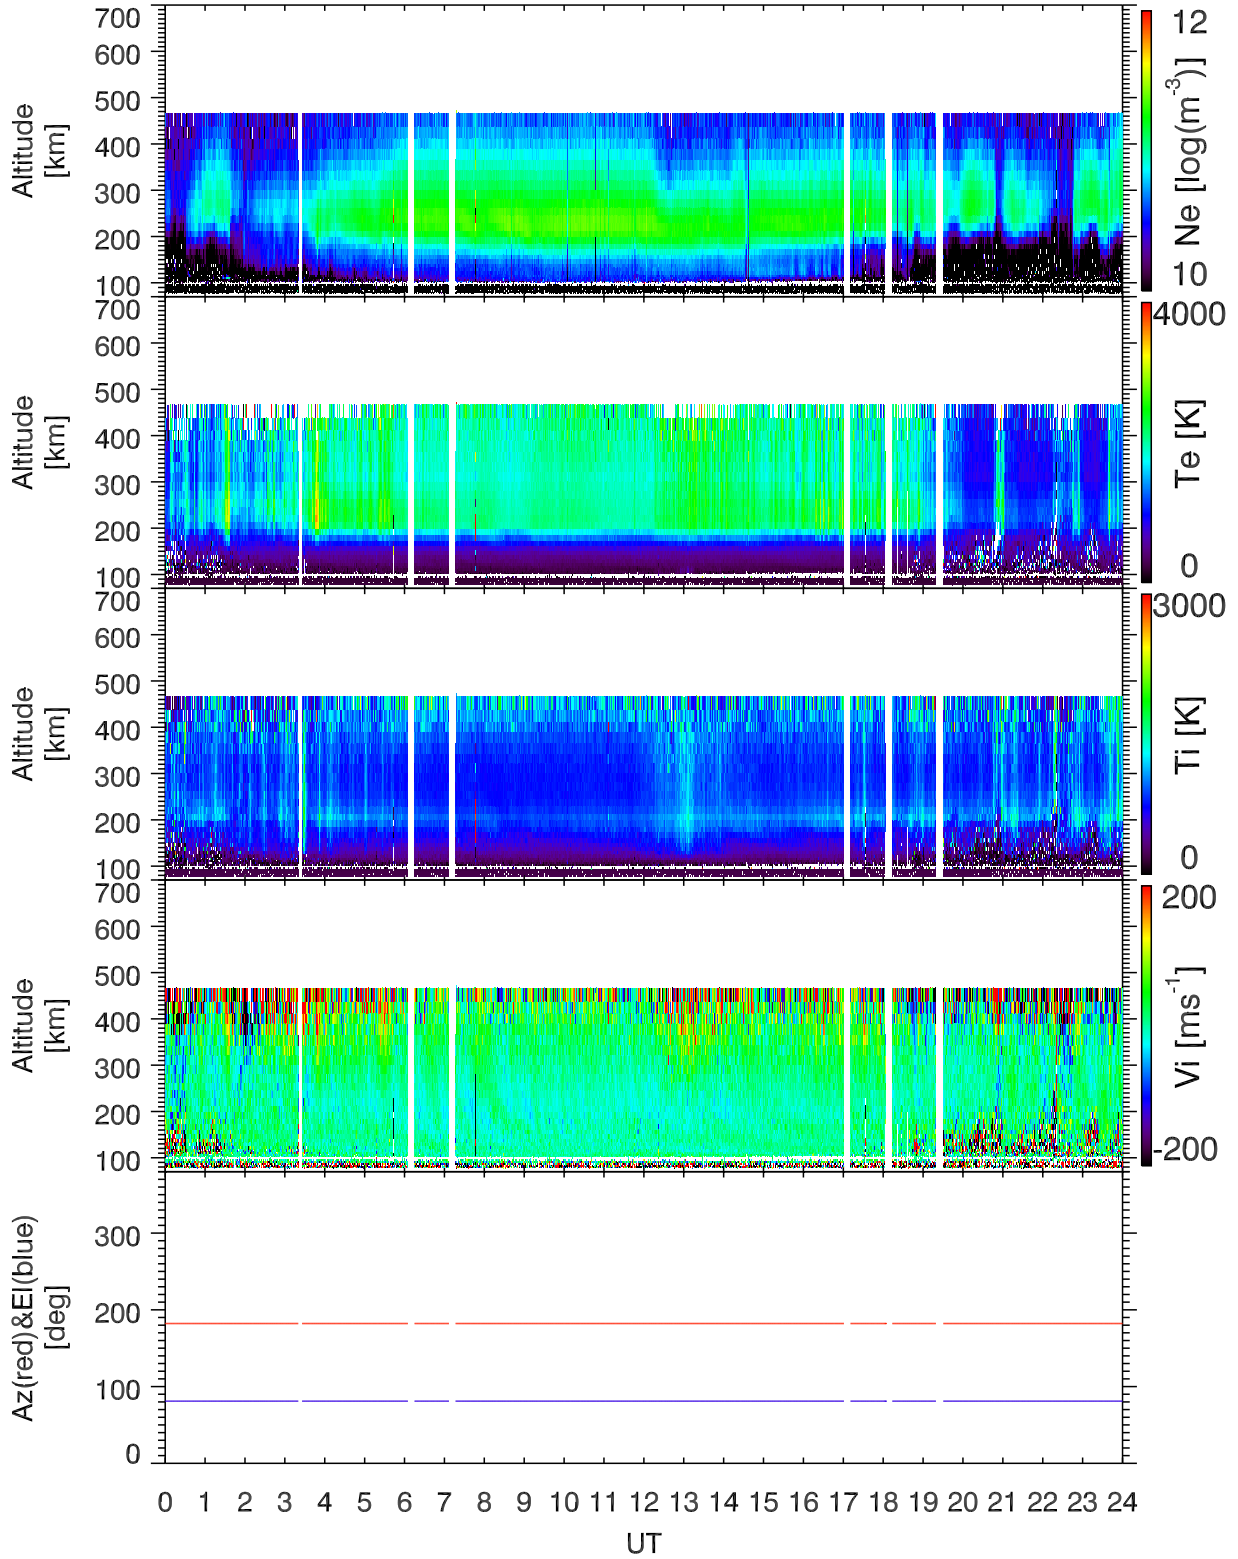 700
600
500
400
300
200
100
Altitude
[km]
12
Ne [log(m⁻³)]
10
700
600
500
400
300
200
100
Altitude
[km]
4000
Te [K]
0
700
600
500
400
300
200
100
Altitude
[km]
3000
Ti [K]
0
700
600
500
400
300
200
100
Altitude
[km]
200
Vi [ms⁻¹]
-200
300
200
100
0
Az(red)&El(blue)
[deg]
0 1 2 3 4 5 6 7 8 9 10 11 12 13 14 15 16 17 18 19 20 21 22 23 24
UT